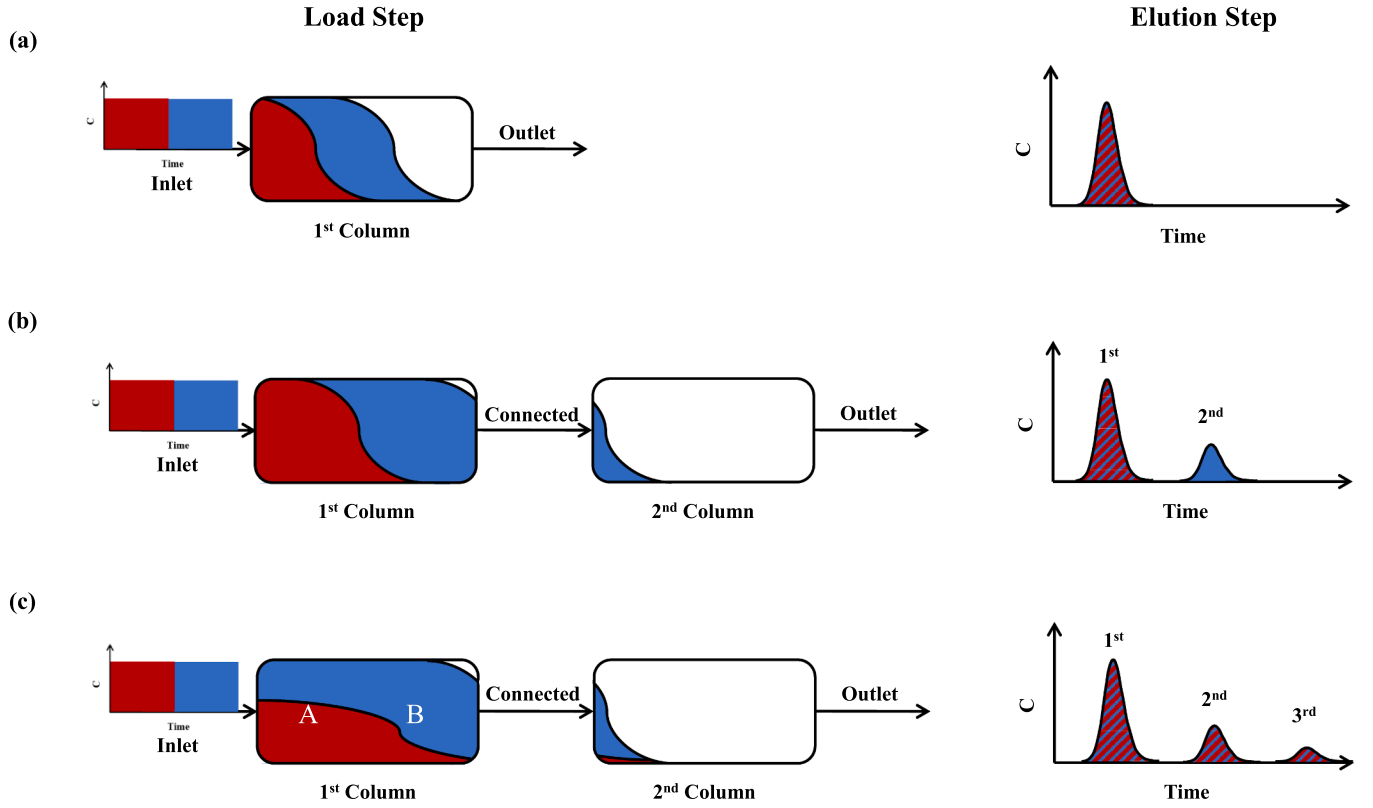 Load Step
Elution Step
(a)
C
Time
Inlet
Outlet
1st Column
C
Time
(b)
C
Time
Inlet
Connected
Outlet
1st Column
2nd Column
1st
2nd
C
Time
(c)
C
Time
Inlet
A
B
Connected
Outlet
1st Column
2nd Column
1st
2nd
3rd
C
Time